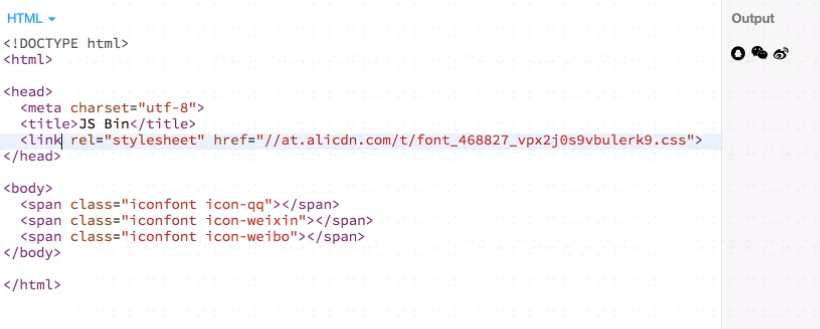 HTML
Output
<!DOCTYPE html>
<html>
<head>
<meta charset="utf-8">
<title>JS Bin</title>
<link rel="stylesheet" href="//at.alicdn.com/t/font_468827_vpx2j0s9vbulerk9.css">
</head>
<body>
<span class="iconfont icon-qq"></span>
<span class="iconfont icon-weixin"></span>
<span class="iconfont icon-weibo"></span>
</body>
</html>